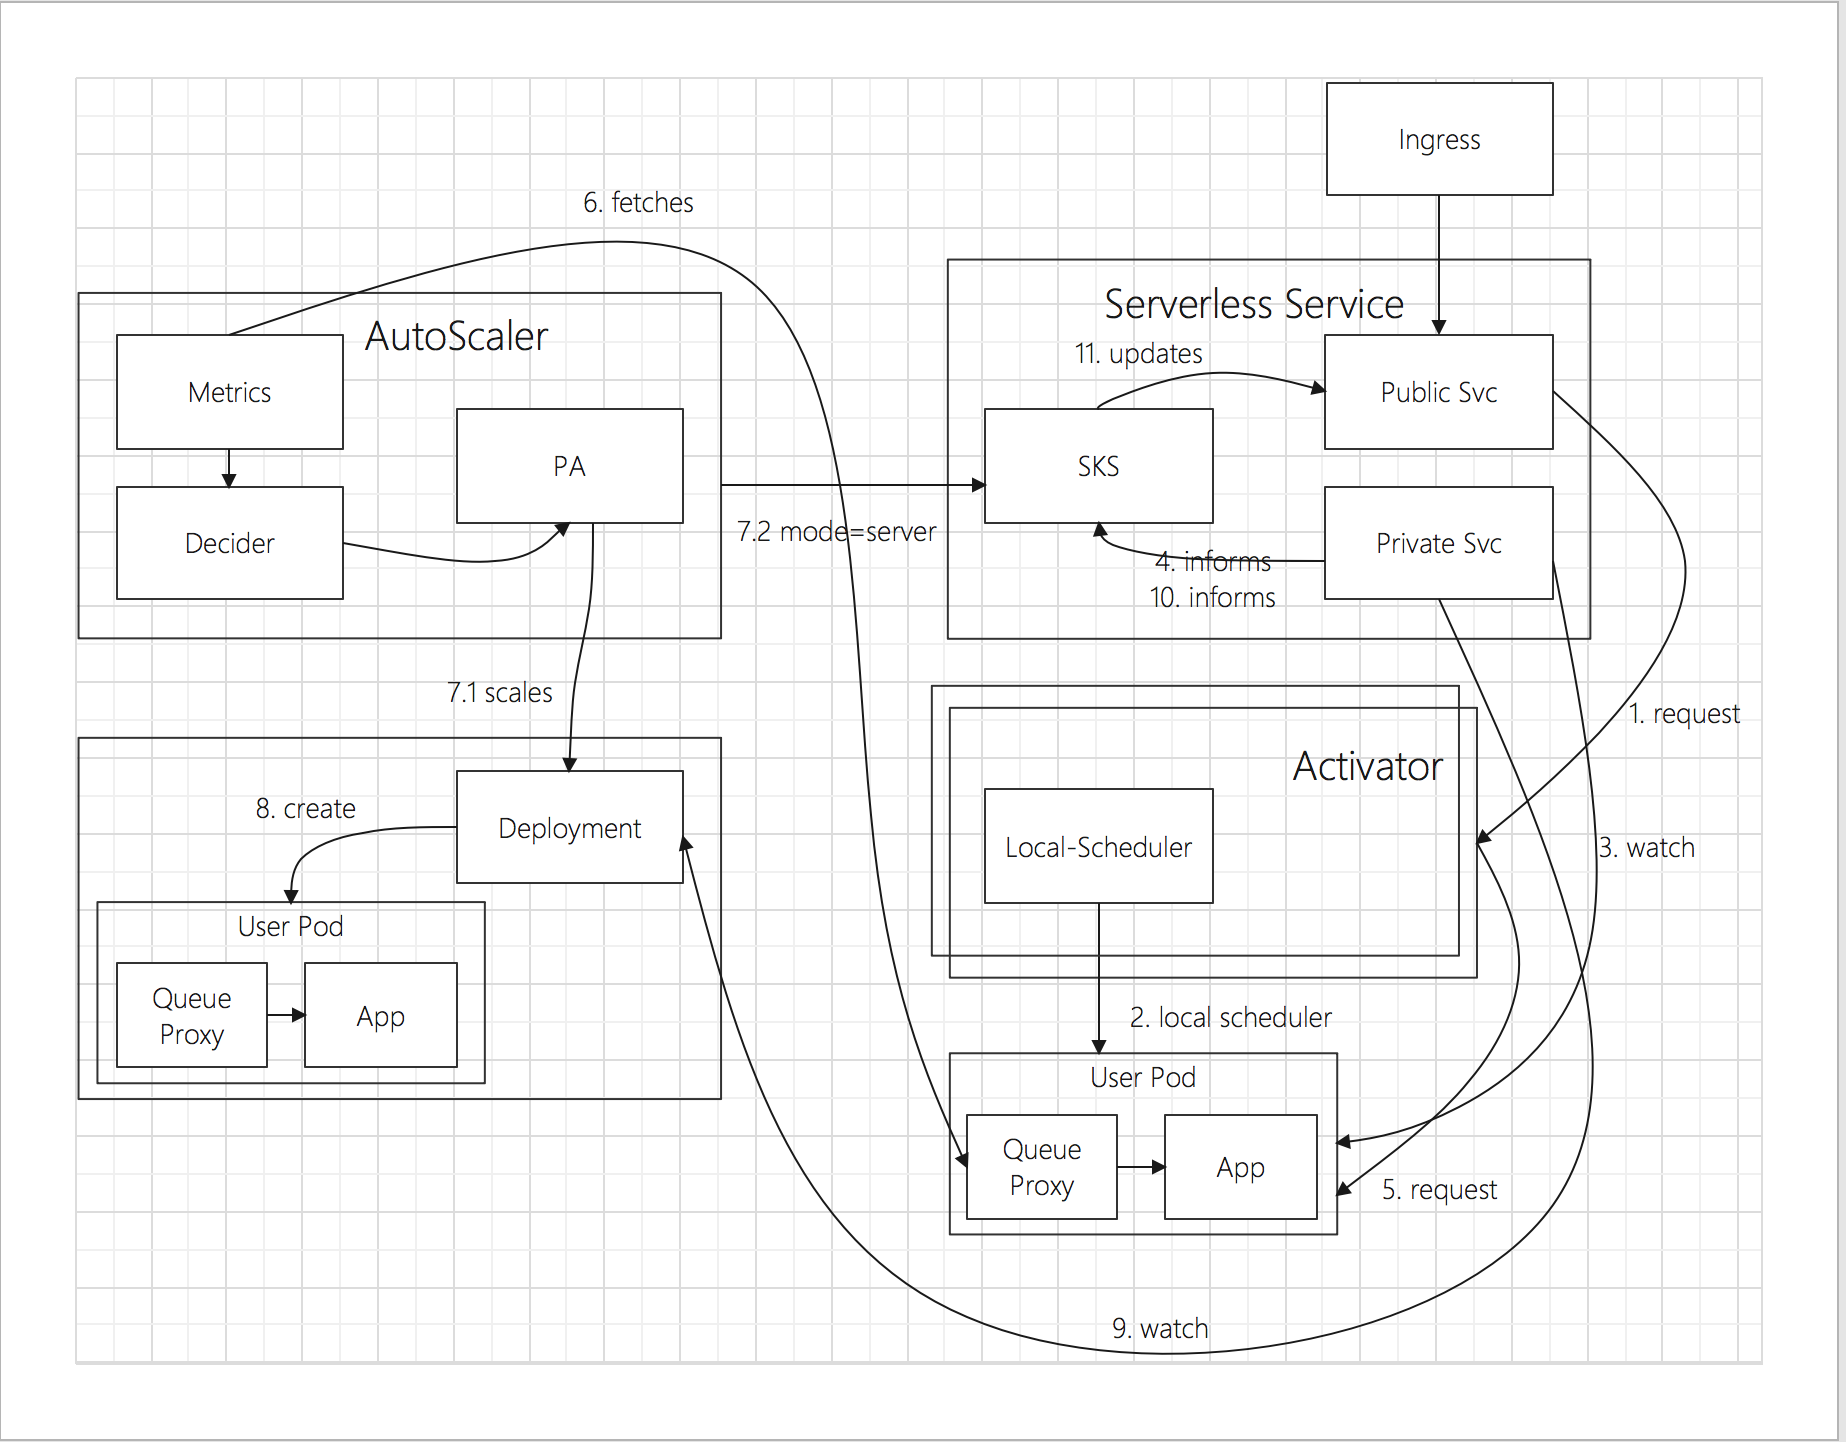 Ingress
6. fetches
AutoScaler
Metrics
PA
Decider
Serverless Service
11. updates
Public Svc
SKS
7.2 mode=server
Private Svc
4. informs
10. informs
7.1 scales
1. request
Activator
8. create
Deployment
Local-Scheduler
3. watch
User Pod
Queue
Proxy
App
2. local scheduler
User Pod
Queue
Proxy
App
5. request
9. watch